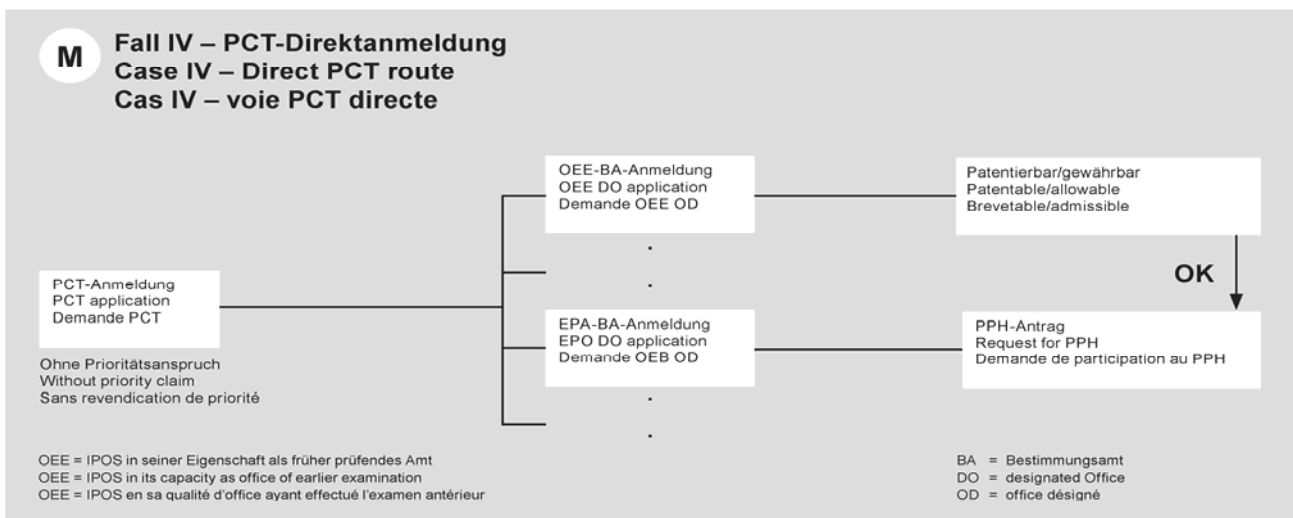 M
Fall IV – PCT-Direktanmeldung
Case IV – Direct PCT route
Cas IV – voie PCT directe
OEE-BA-Anmeldung
OEE DO application
Demande OEE OD
Patentierbar/gewährbar
Patentable/allowable
Brevetable/admissible
OK
PCT-Anmeldung
PCT application
Demande PCT
Ohne Prioritätsanspruch
Without priority claim
Sans revendication de priorité
EPA-BA-Anmeldung
EPO DO application
Demande OEB OD
PPH-Antrag
Request for PPH
Demande de participation au PPH
OEE = IPOS in seiner Eigenschaft als früher prüfendes Amt
OEE = IPOS in its capacity as office of earlier examination
OEE = IPOS en sa qualité d'office ayant effectué l'examen antérieur
BA = Bestimmungsamt
DO = designated Office
OD = office désigné